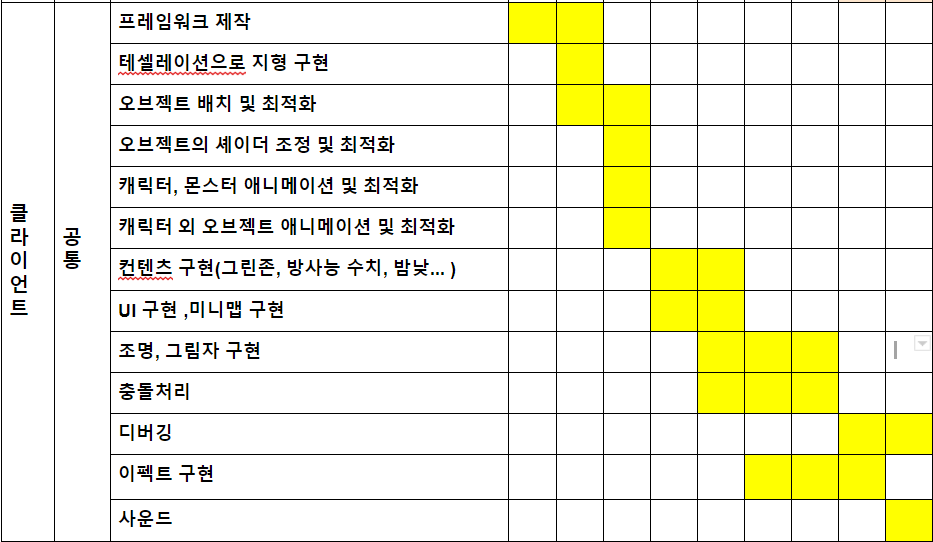 클라이언트
공통
프레임워크 제작
테셀레이션으로 지형 구현
오브젝트 배치 및 최적화
오브젝트의 셰이더 조정 및 최적화
캐릭터, 몬스터 애니메이션 및 최적화
캐릭터 외 오브젝트 애니메이션 및 최적화
컨텐츠 구현(그린존, 방사능 수치, 밤낮... )
UI 구현 ,미니맵 구현
조명, 그림자 구현
충돌처리
디버깅
이펙트 구현
사운드